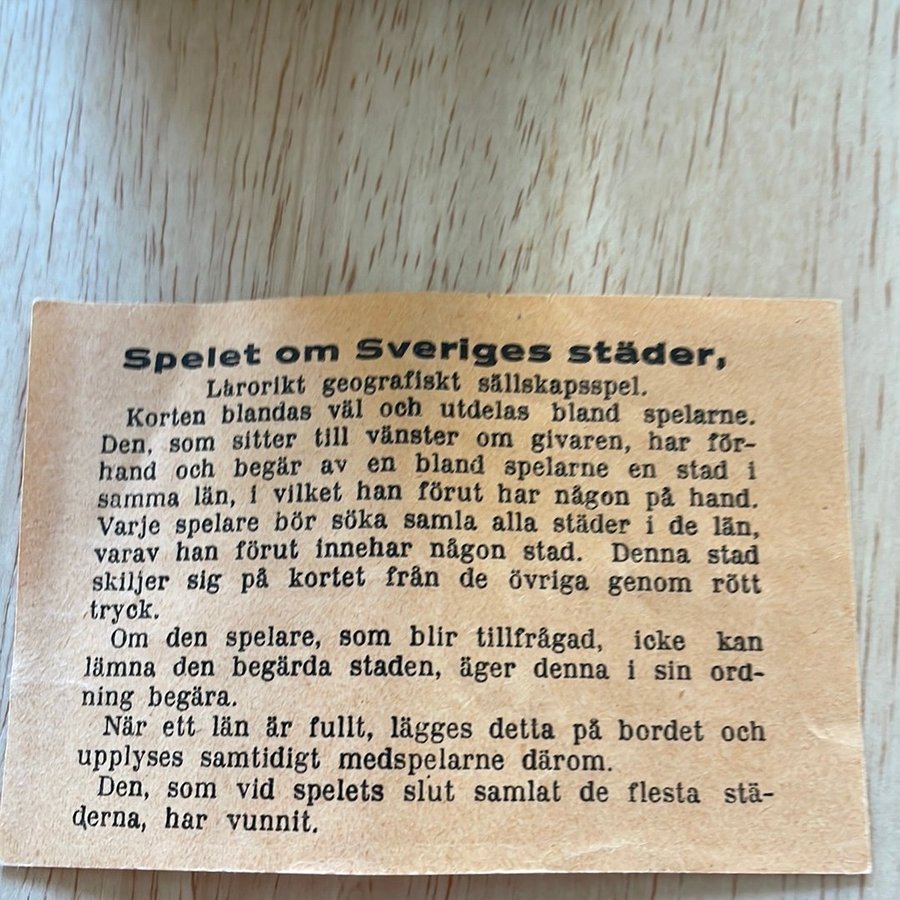 Spelet om Sveriges städer,
Lärorikt geografiskt sällskapsspel.
Korten blandas väl och utdelas bland spelarne.
Den, som sitter till vänster om givaren, har för-
hand och begär av en bland spelarne en stad i
samma län, i vilket han förut har någon på hand.
Varje spelare bör söka samla alla städer i de län,
varav han förut innehar någon stad. Denna stad
skiljer sig på kortet från de övriga genom rött
tryck.
Om den spelare, som blir tillfrågad, icke kan
lämna den begärda staden, äger denna i sin ord-
ning begära.
När ett län är fullt, lägges detta på bordet och
upplyses samtidigt medspelarne därom.
Den, som vid spelets slut samlat de flesta stä-
derna, har vunnit.